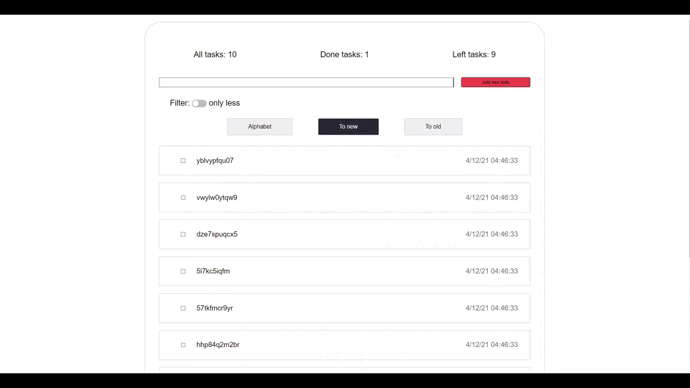 All tasks: 10 Done tasks: 1 Left tasks: 9
Add new todo
Filter: only less
Alphabet To new To old
yblvypfqu07 4/12/21 04:46:33
vwylw0ytqw9 4/12/21 04:46:33
dze7spuqcx5 4/12/21 04:46:33
5l7kc5iqfm 4/12/21 04:46:33
57tkfmcr9yr 4/12/21 04:46:33
hhp84q2m2br 4/12/21 04:46:33